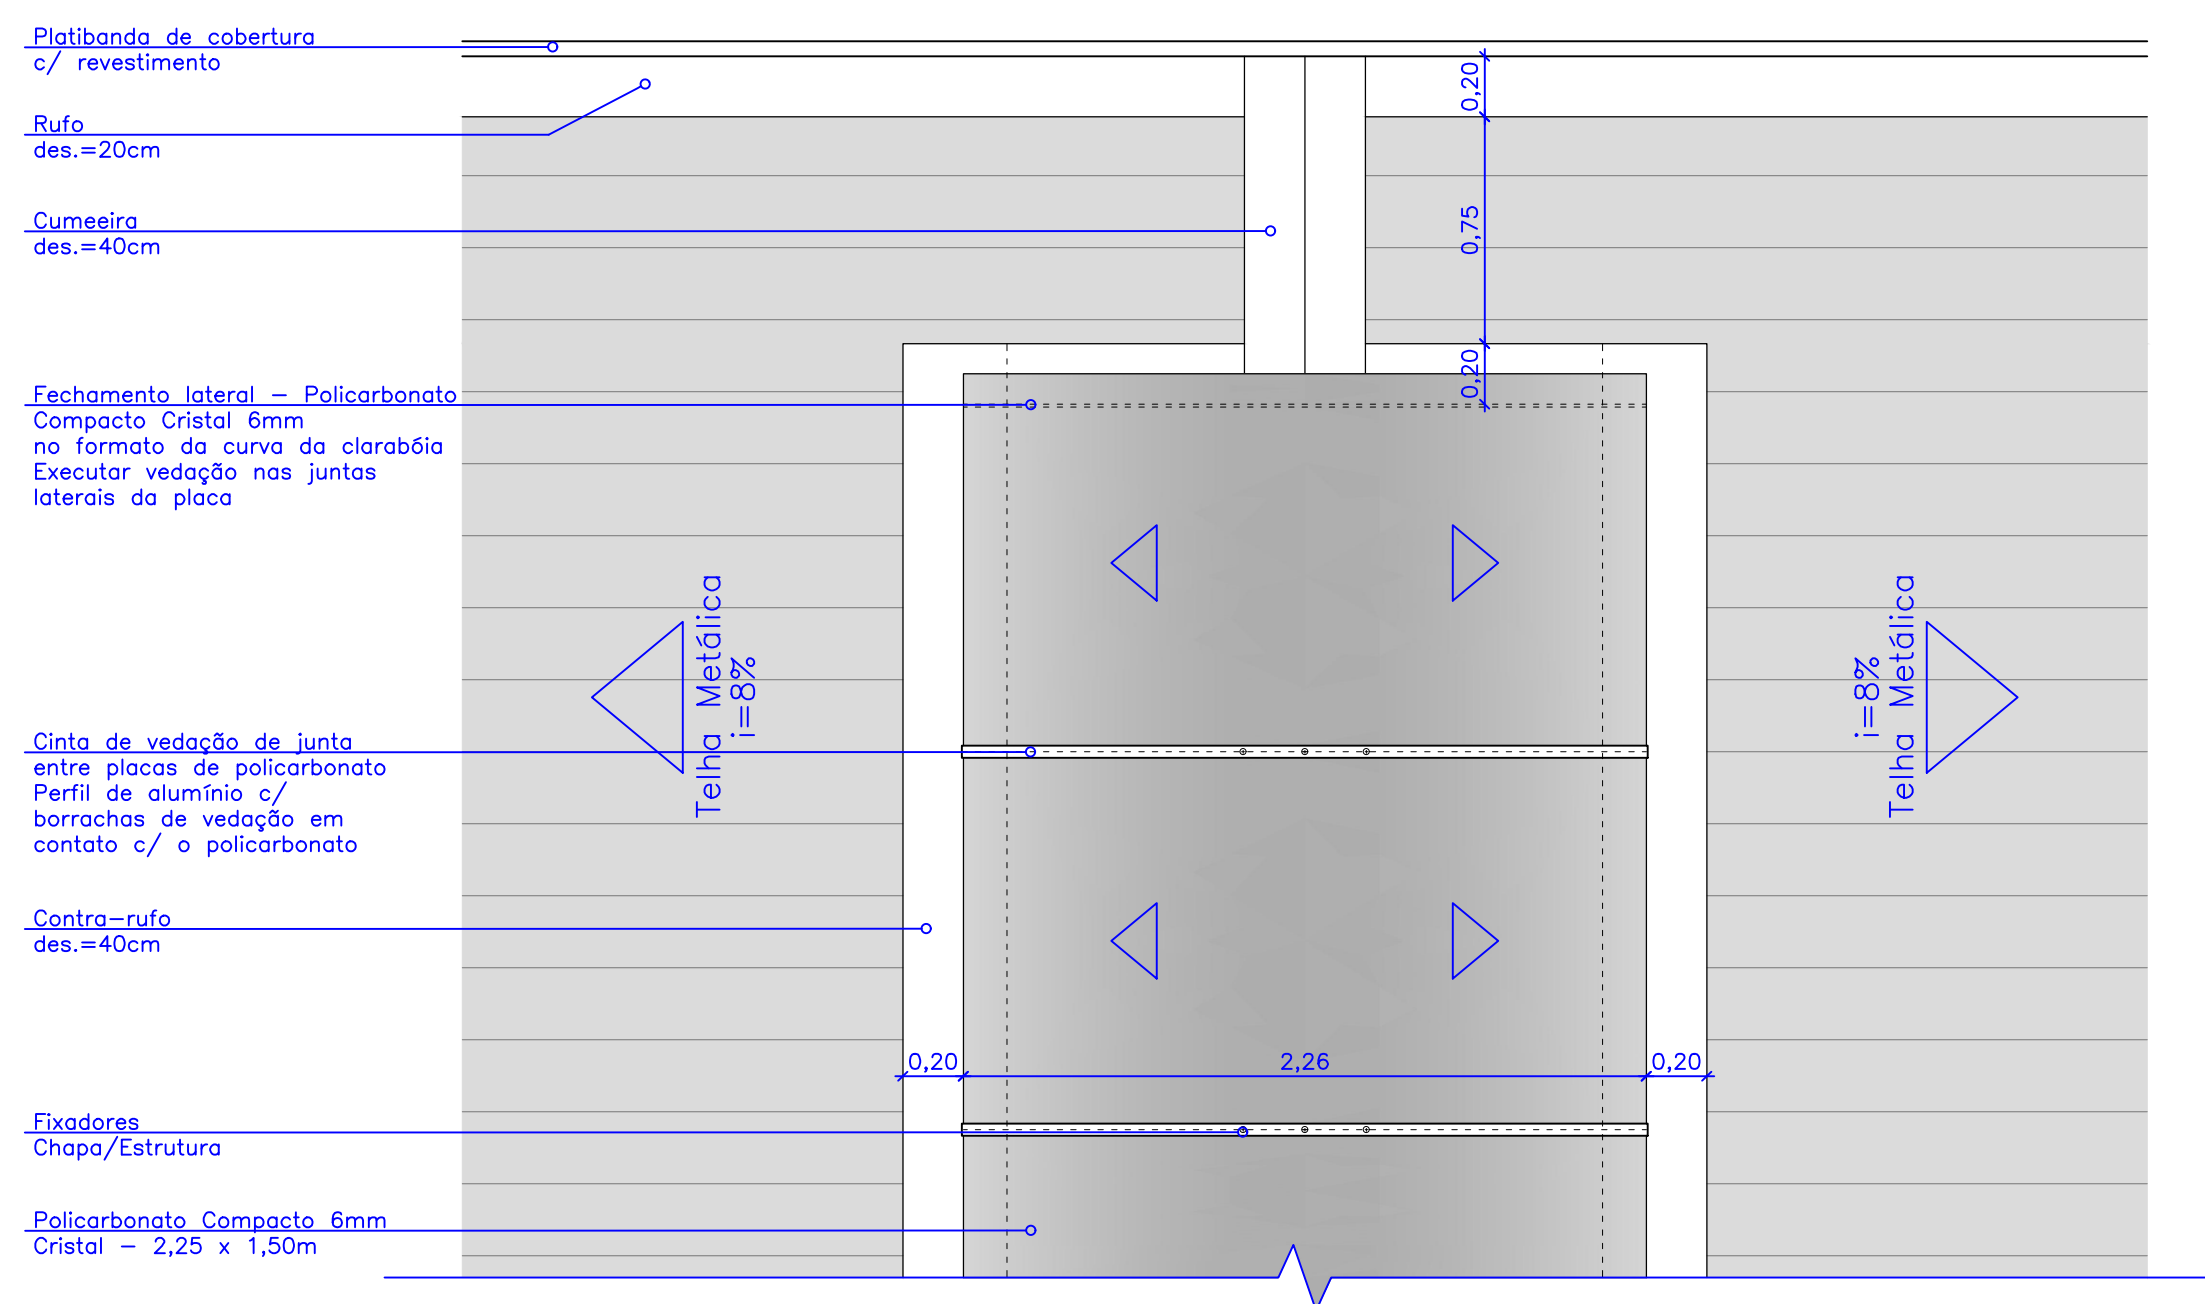 Platibanda de cobertura
c/ revestimento
0,20
Rufo
des.=20cm
Cumeeira
des.=40cm
0,75
0,20
Fechamento lateral – Policarbonato
Compacto Cristal 6mm
no formato da curva da clarabóia
Executar vedação nas juntas
laterais da placa
Telha Metálica
i=8%
i=8%
Telha Metálica
Cinta de vedação de junta
entre placas de policarbonato
Perfil de alumínio c/
borrachas de vedação em
contato c/ o policarbonato
Contra–rufo
des.=40cm
0,20
2,26
0,20
Fixadores
Chapa/Estrutura
Policarbonato Compacto 6mm
Cristal – 2,25 x 1,50m